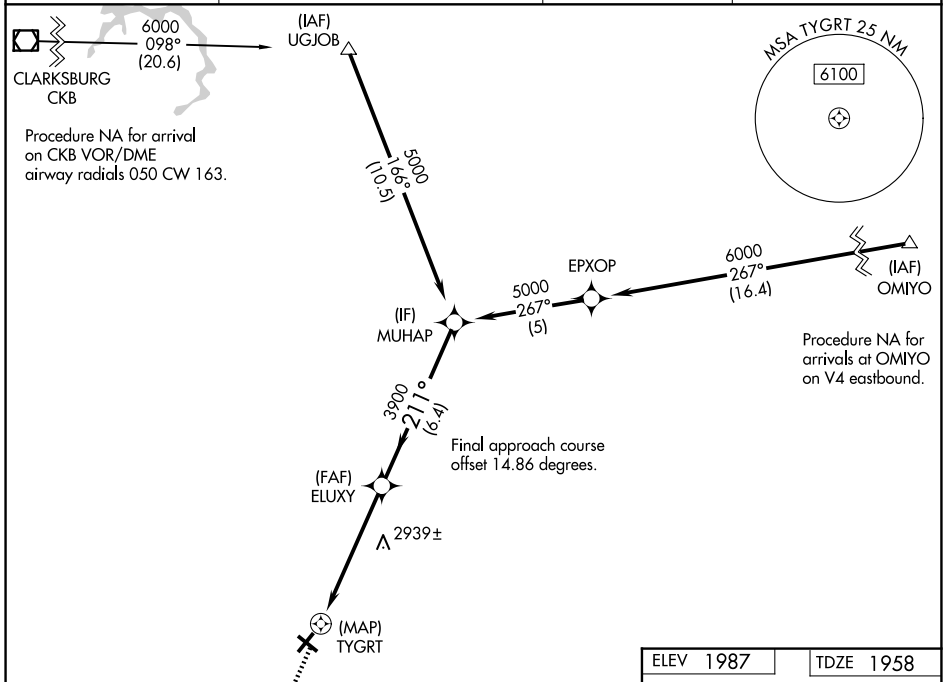 6000
098°
(20.6)
CLARKSBURG
CKB
Procedure NA for arrival
on CKB VOR/DME
airway radials 050 CW 163.
(IAF)
UGJOB
5000
166°
(10.5)
MSA TYGRT 25 NM
6100
(IAF)
OMIYO
6000
267°
(16.4)
EPXOP
5000
267°
(5)
Procedure NA for
arrivals at OMIYO
on V4 eastbound.
(IF)
MUHAP
3900
211°
(6.4)
Final approach course
offset 14.86 degrees.
(FAF)
ELUXY
2939±
(MAP)
TYGRT
ELEV 1987
TDZE 1958